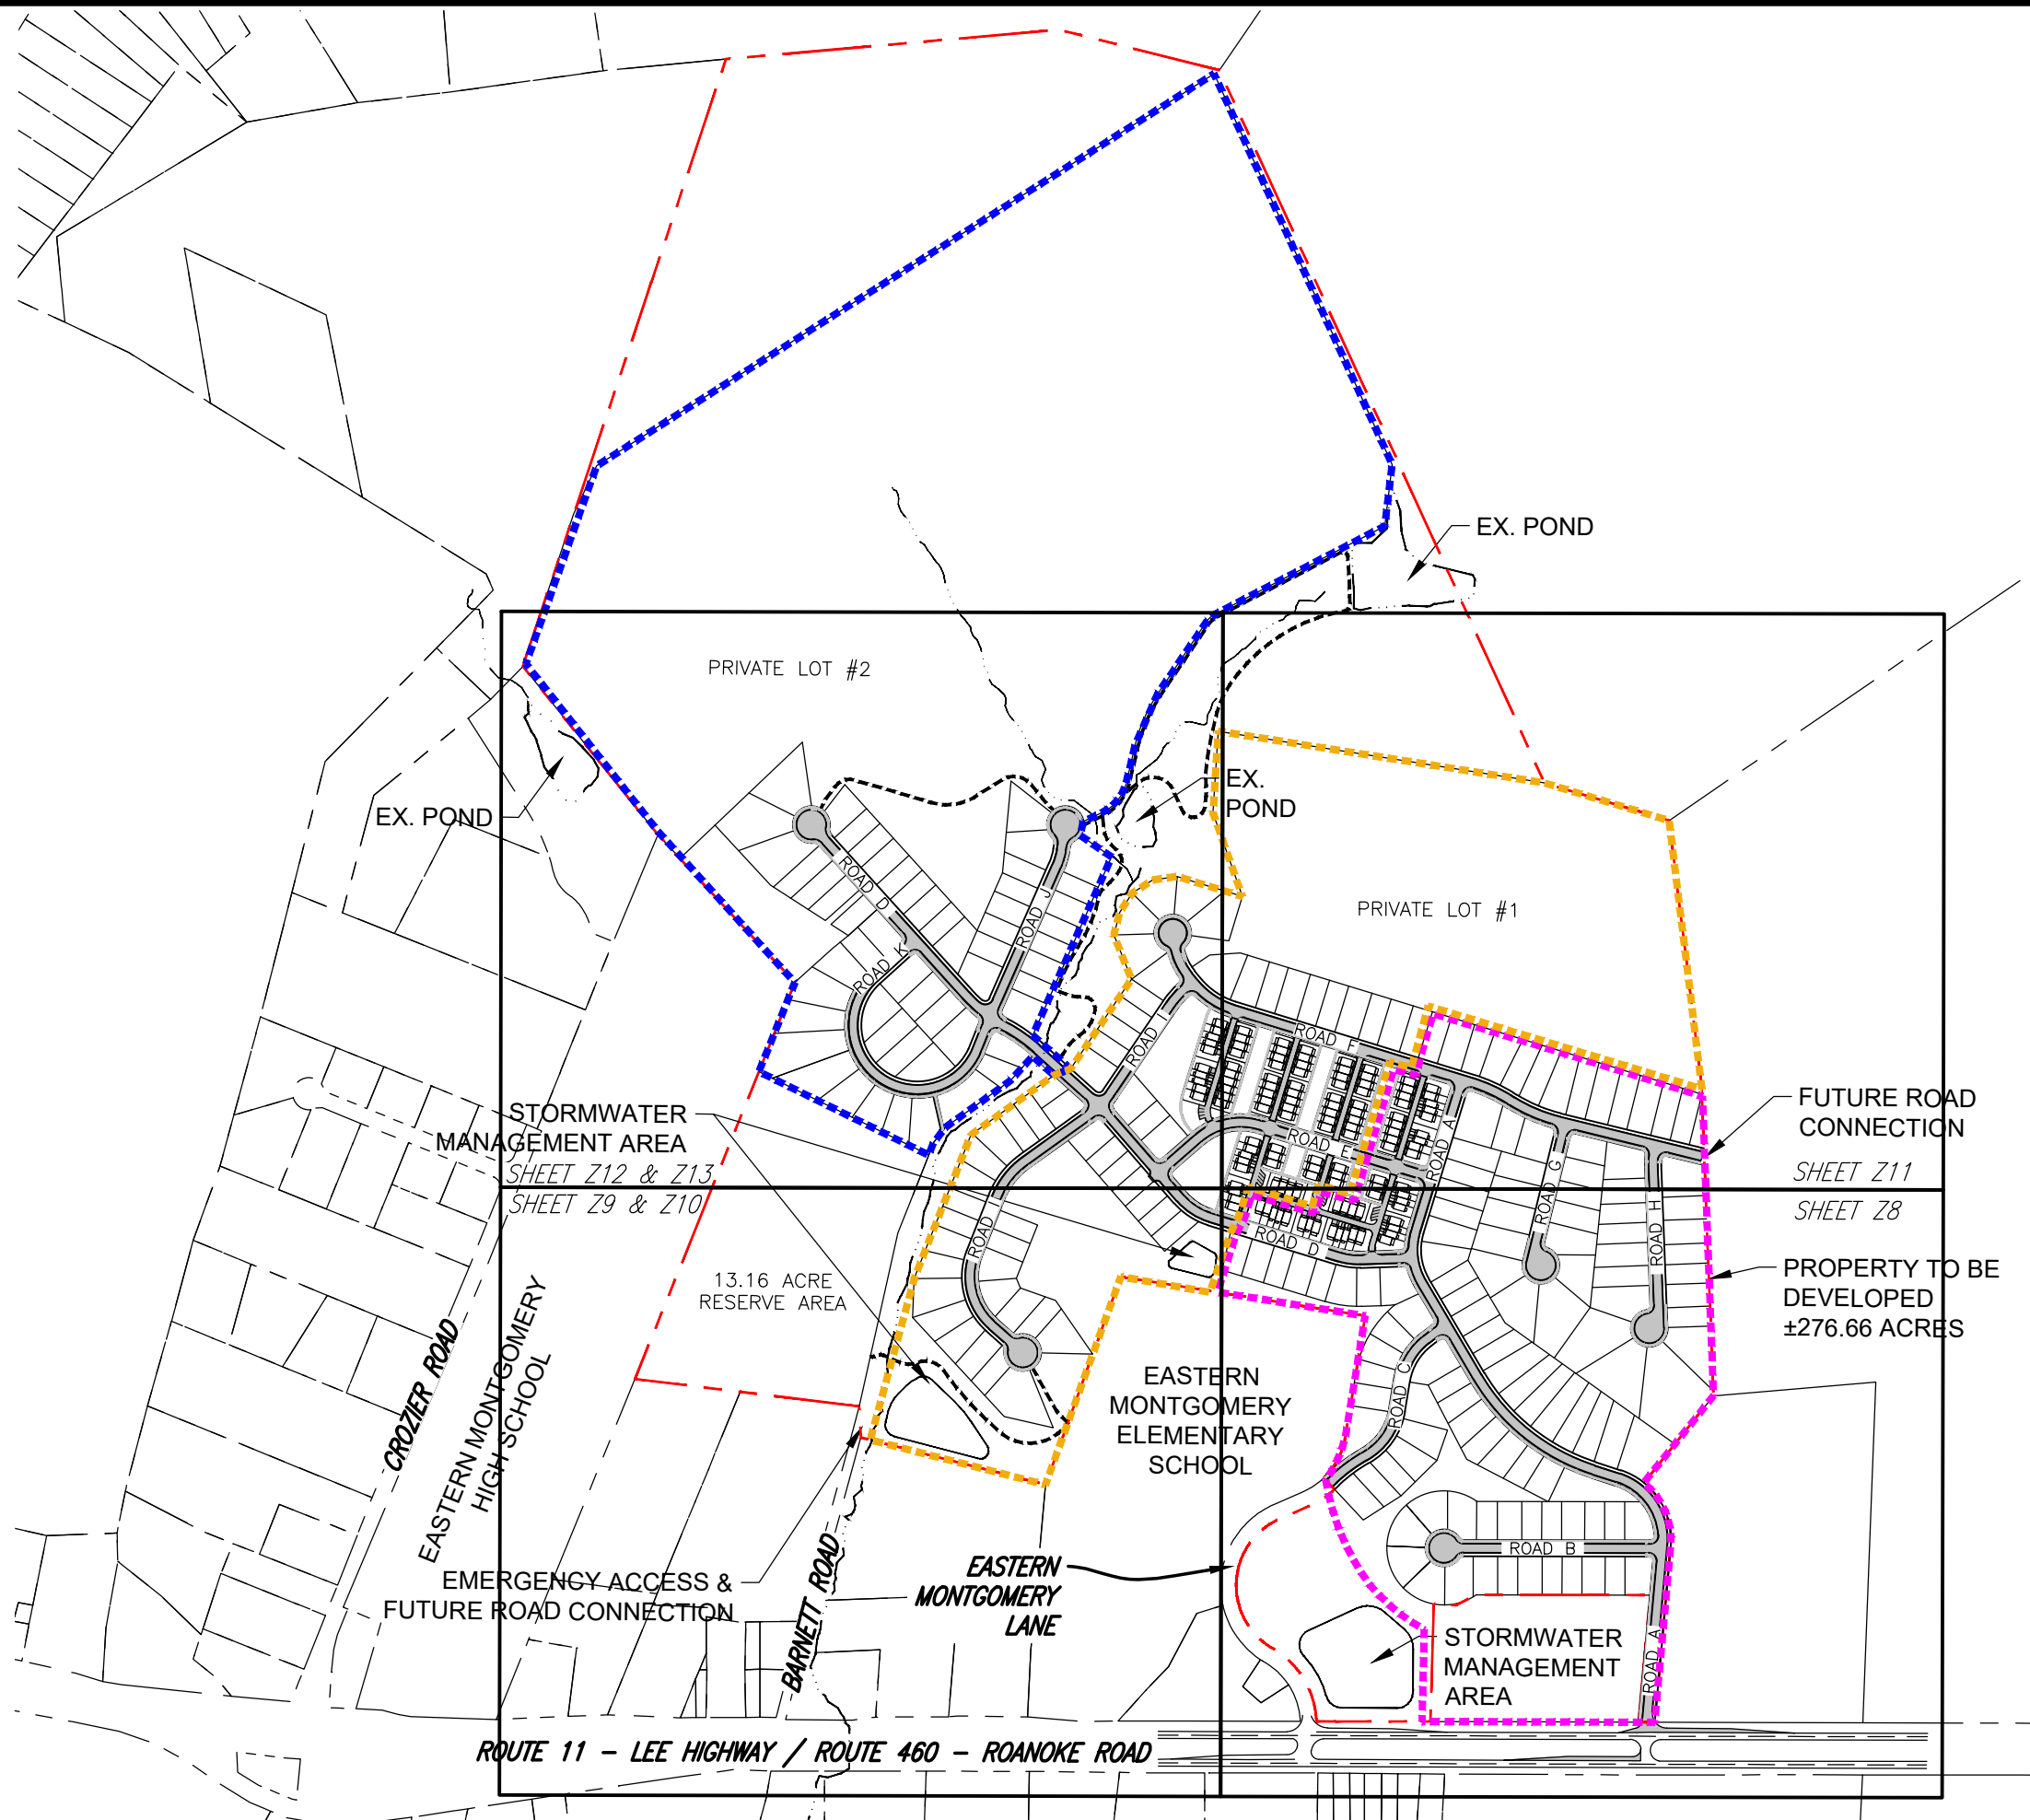 EX. POND
PRIVATE LOT #2
EX.
POND
EX. POND
ROAD D
ROAD J
ROAD K
PRIVATE LOT #1
ROAD I
ROAD F
ROAD E
ROAD A
ROAD G
ROAD H
FUTURE ROAD
CONNECTION
STORMWATER
MANAGEMENT AREA
SHEET Z12 & Z13
SHEET Z9 & Z10
SHEET Z11
SHEET Z8
ROAD
ROAD D
13.16 ACRE
RESERVE AREA
PROPERTY TO BE
DEVELOPED
±276.66 ACRES
CROZIER ROAD
EASTERN MONTGOMERY
HIGH SCHOOL
EASTERN
MONTGOMERY
ELEMENTARY
SCHOOL
ROAD C
ROAD B
EMERGENCY ACCESS &
FUTURE ROAD CONNECTION
BARNETT ROAD
EASTERN
MONTGOMERY
LANE
STORMWATER
MANAGEMENT
AREA
ROAD A
ROUTE 11 - LEE HIGHWAY / ROUTE 460 - ROANOKE ROAD